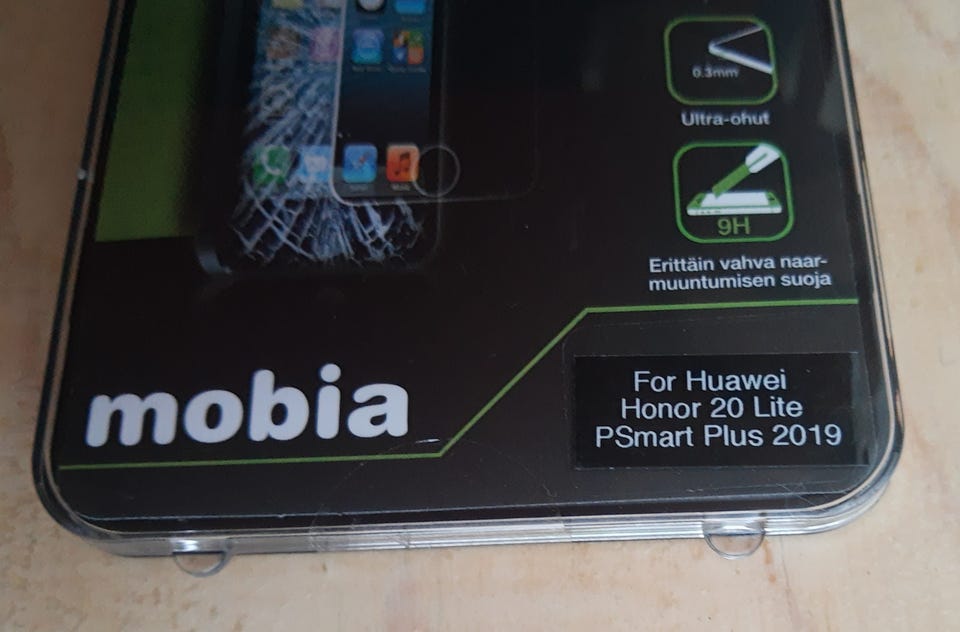 0.3mm
Ultra-ohut
9H
Erittäin vahva naar-
muuntumisen suoja
mobia
For Huawei
Honor 20 Lite
PSmart Plus 2019